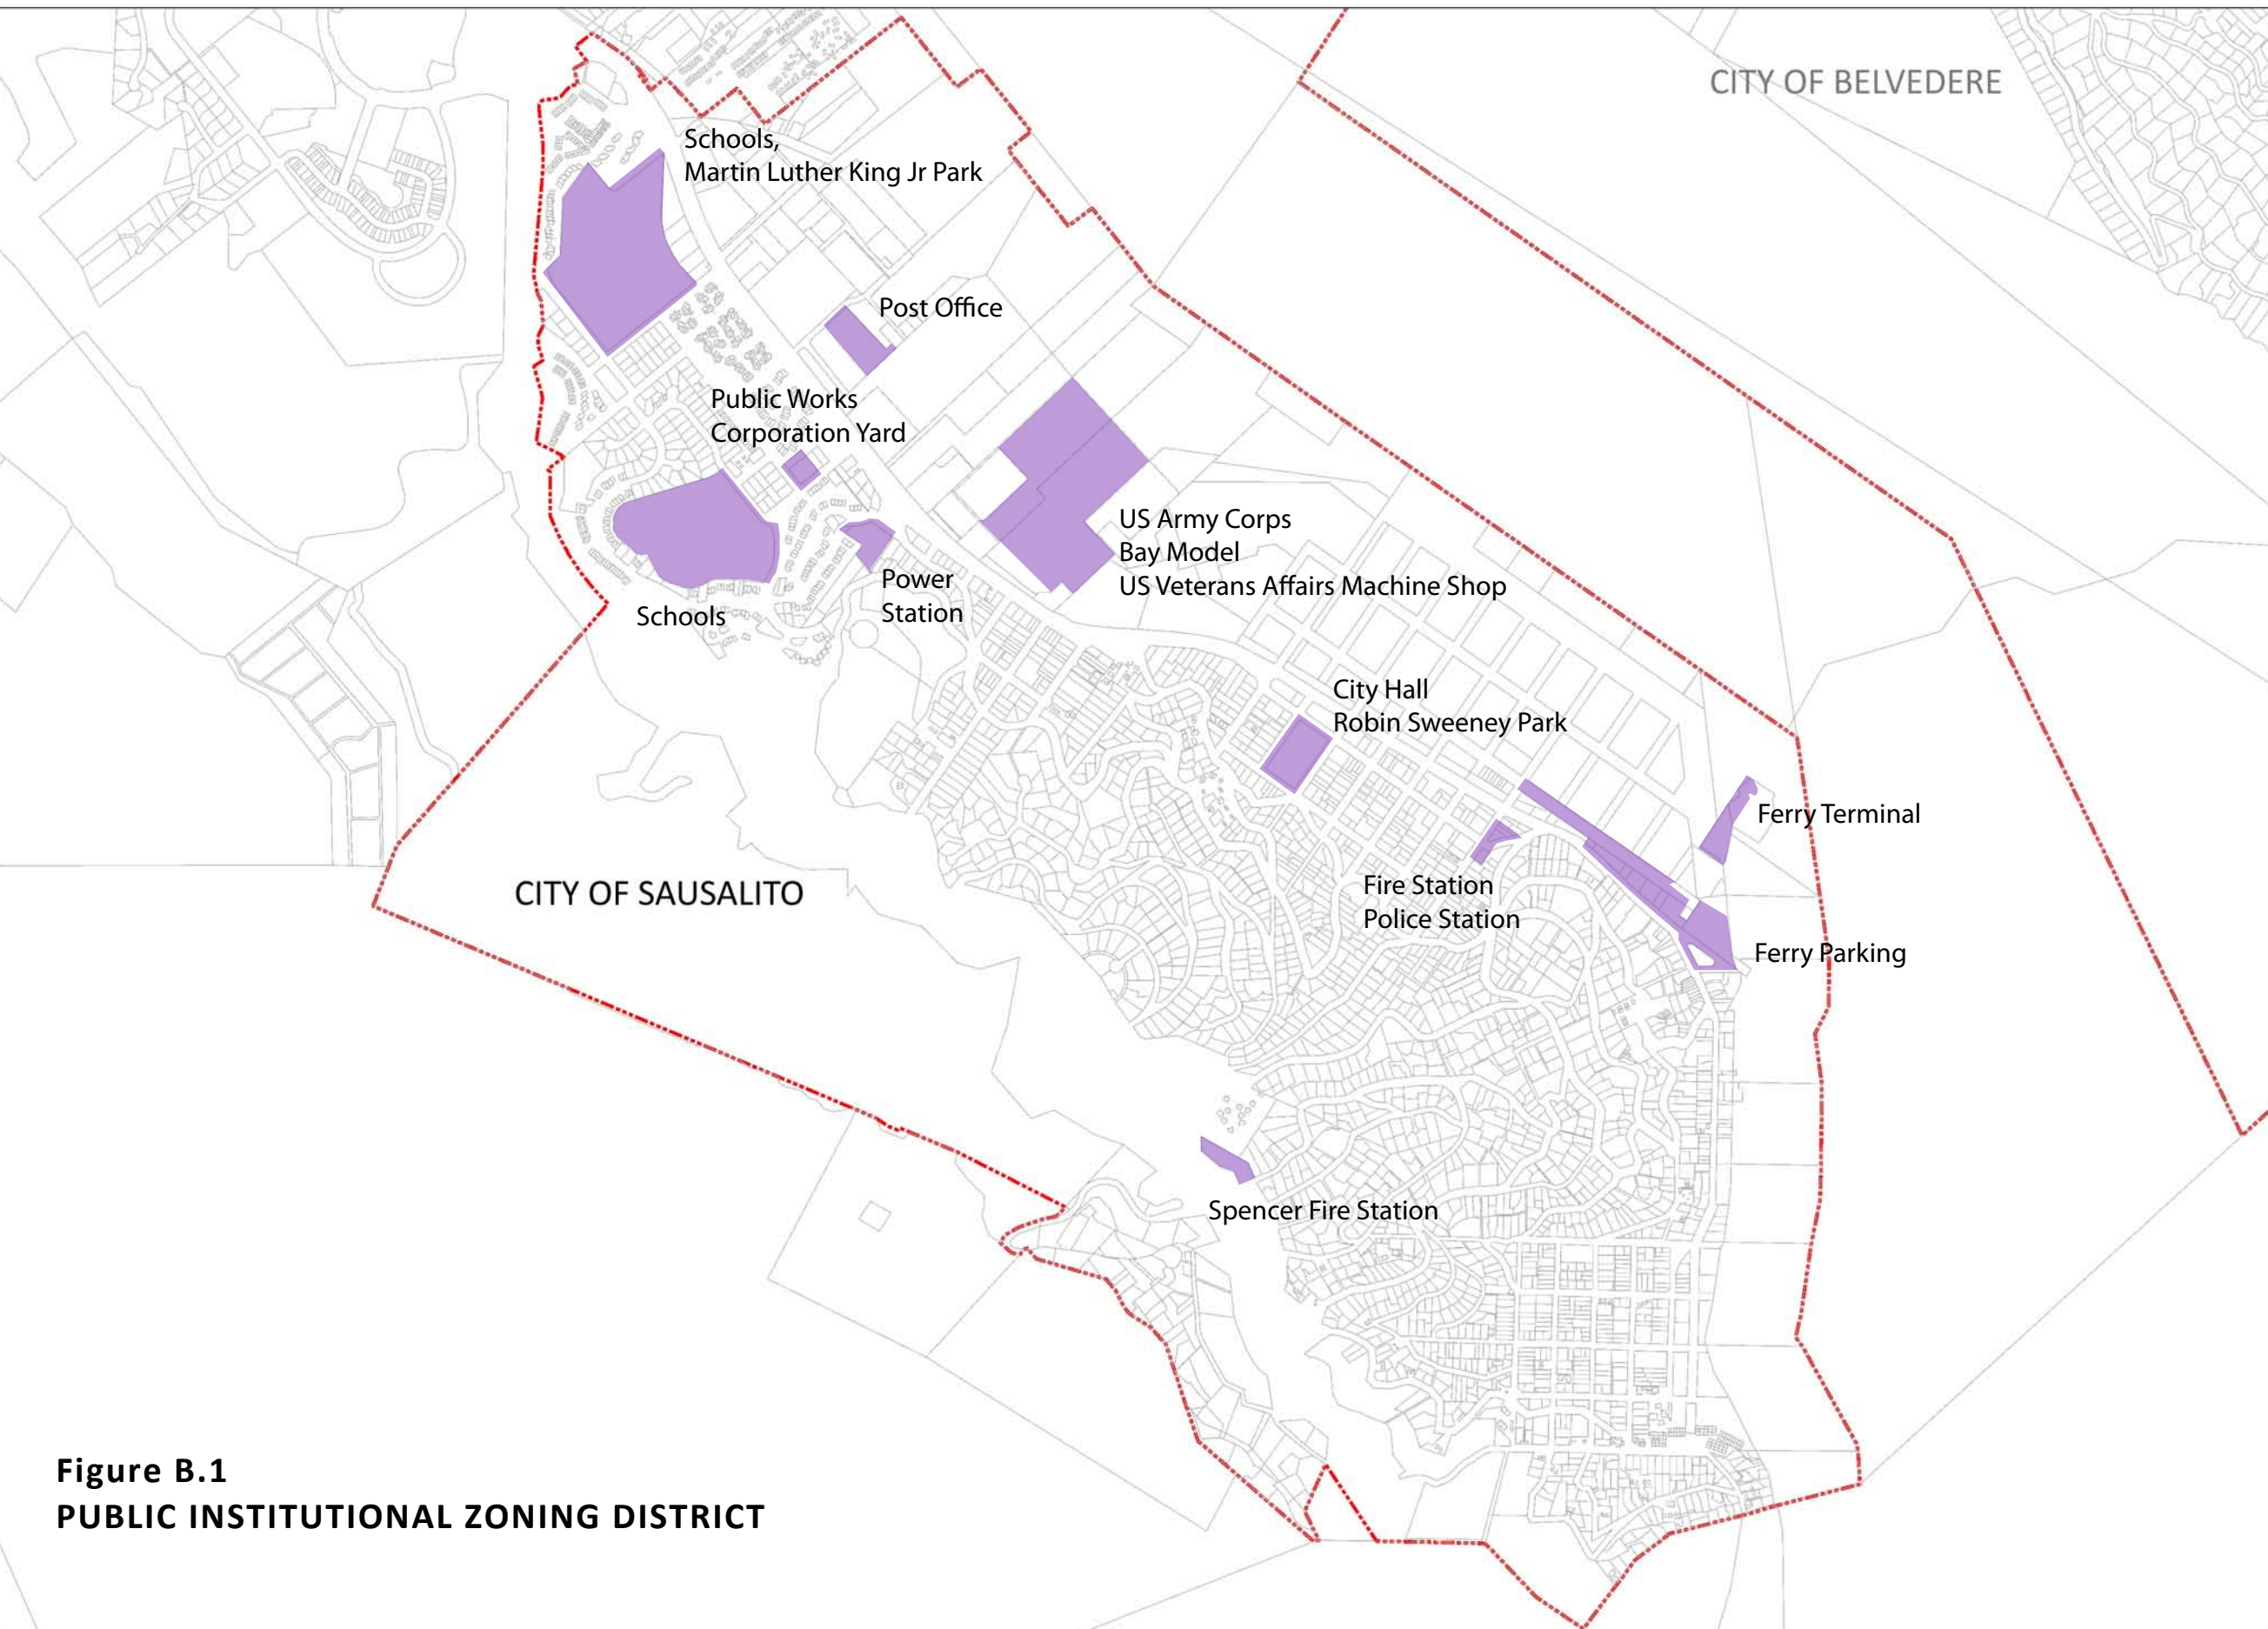 CITY OF BELVEDERE
Schools,
Martin Luther King Jr Park
Post Office
Public Works
Corporation Yard
US Army Corps
Bay Model
US Veterans Affairs Machine Shop
Power
Station
Schools
City Hall
Robin Sweeney Park
Ferry Terminal
CITY OF SAUSALITO
Fire Station
Police Station
Ferry Parking
Spencer Fire Station
Figure B.1
PUBLIC INSTITUTIONAL ZONING DISTRICT